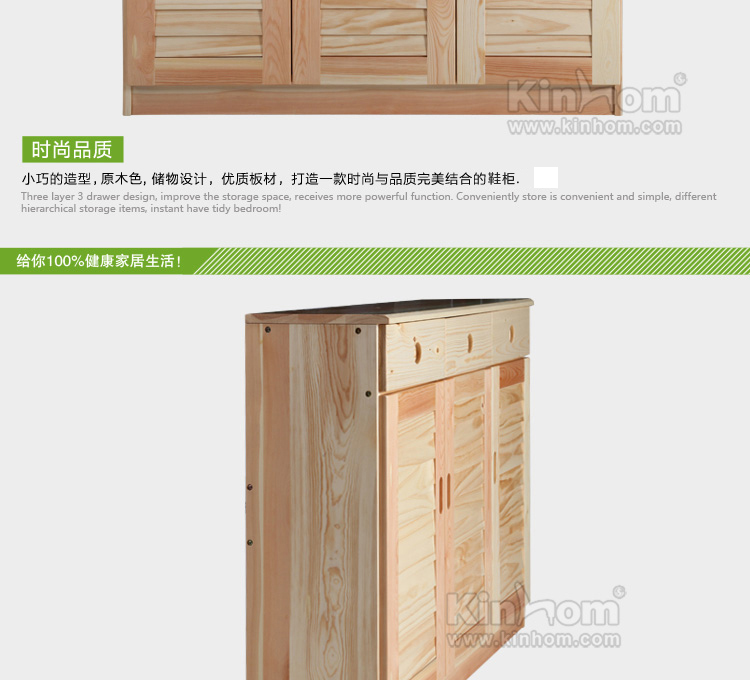 Kinhom
www.kinhom.com
时尚品质
小巧的造型,原木色,储物设计，优质板材，打造一款时尚与品质完美结合的鞋柜.
Three layer 3 drawer design, improve the storage space, receives more powerful function. Conveniently store is convenient and simple, different
hierarchical storage items, instant have tidy bedroom!
给你100%健康家居生活!
Kinhom
www.kinhom.com